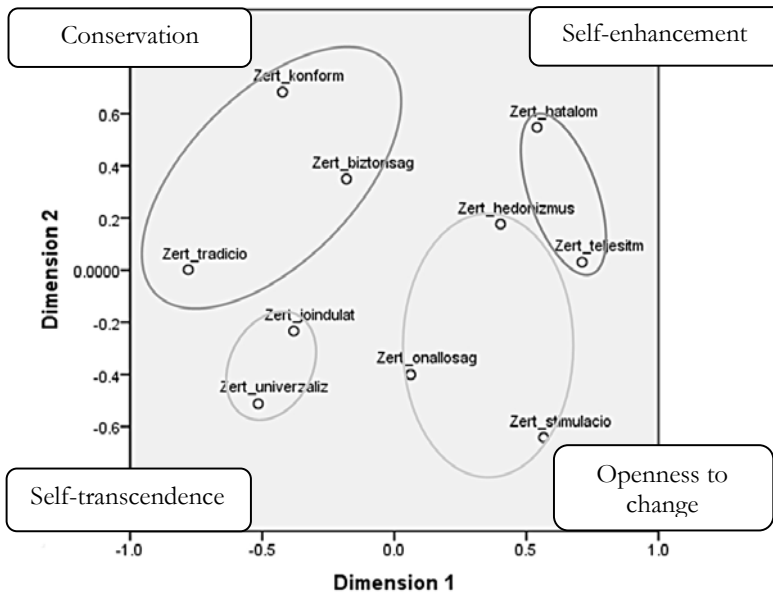 Conservation
Self-enhancement
Zert_konform
Zert_hatalom
Zert_biztonsag
Zert_hedonizmus
Zert_teljesitm
Zert_tradicio
Zert_joindulat
Zert_onallosag
Zert_univerzaliz
Zert_stimulacio
Self-transcendence
Openness to
change
0.6
0.4
0.2
0.0000
-0.2
-0.4
-0.6
Dimension 2
-1.0
-0.5
0.0
0.5
1.0
Dimension 1